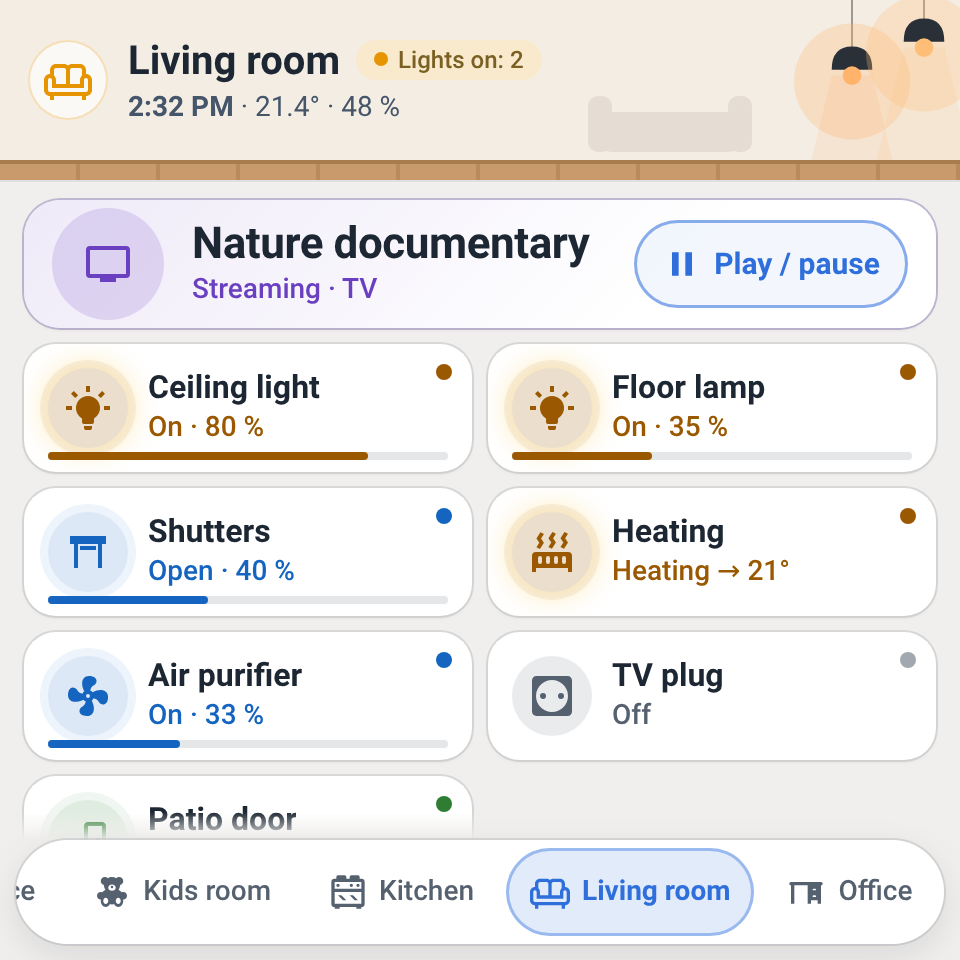 Living room
Lights on: 2
2:32 PM · 21.4° · 48 %
Nature documentary
Streaming · TV
Play / pause
Ceiling light
On · 80 %
Floor lamp
On · 35 %
Shutters
Open · 40 %
Heating
Heating → 21°
Air purifier
On · 33 %
TV plug
Off
Patio door
Kids room
Kitchen
Living room
Office